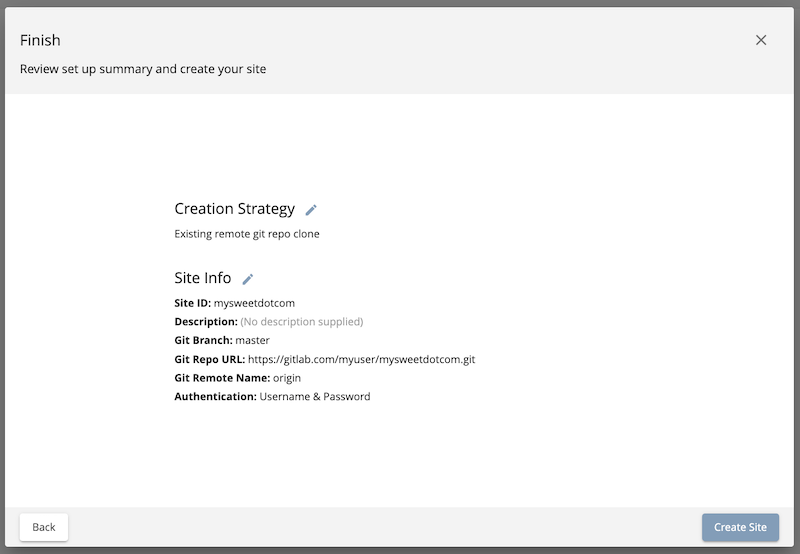 Finish
Review set up summary and create your site
Creation Strategy
Existing remote git repo clone
Site Info
Site ID: mysweetdotcom
Description: (No description supplied)
Git Branch: master
Git Repo URL: https://gitlab.com/myuser/mysweetdotcom.git
Git Remote Name: origin
Authentication: Username & Password
Back
Create Site